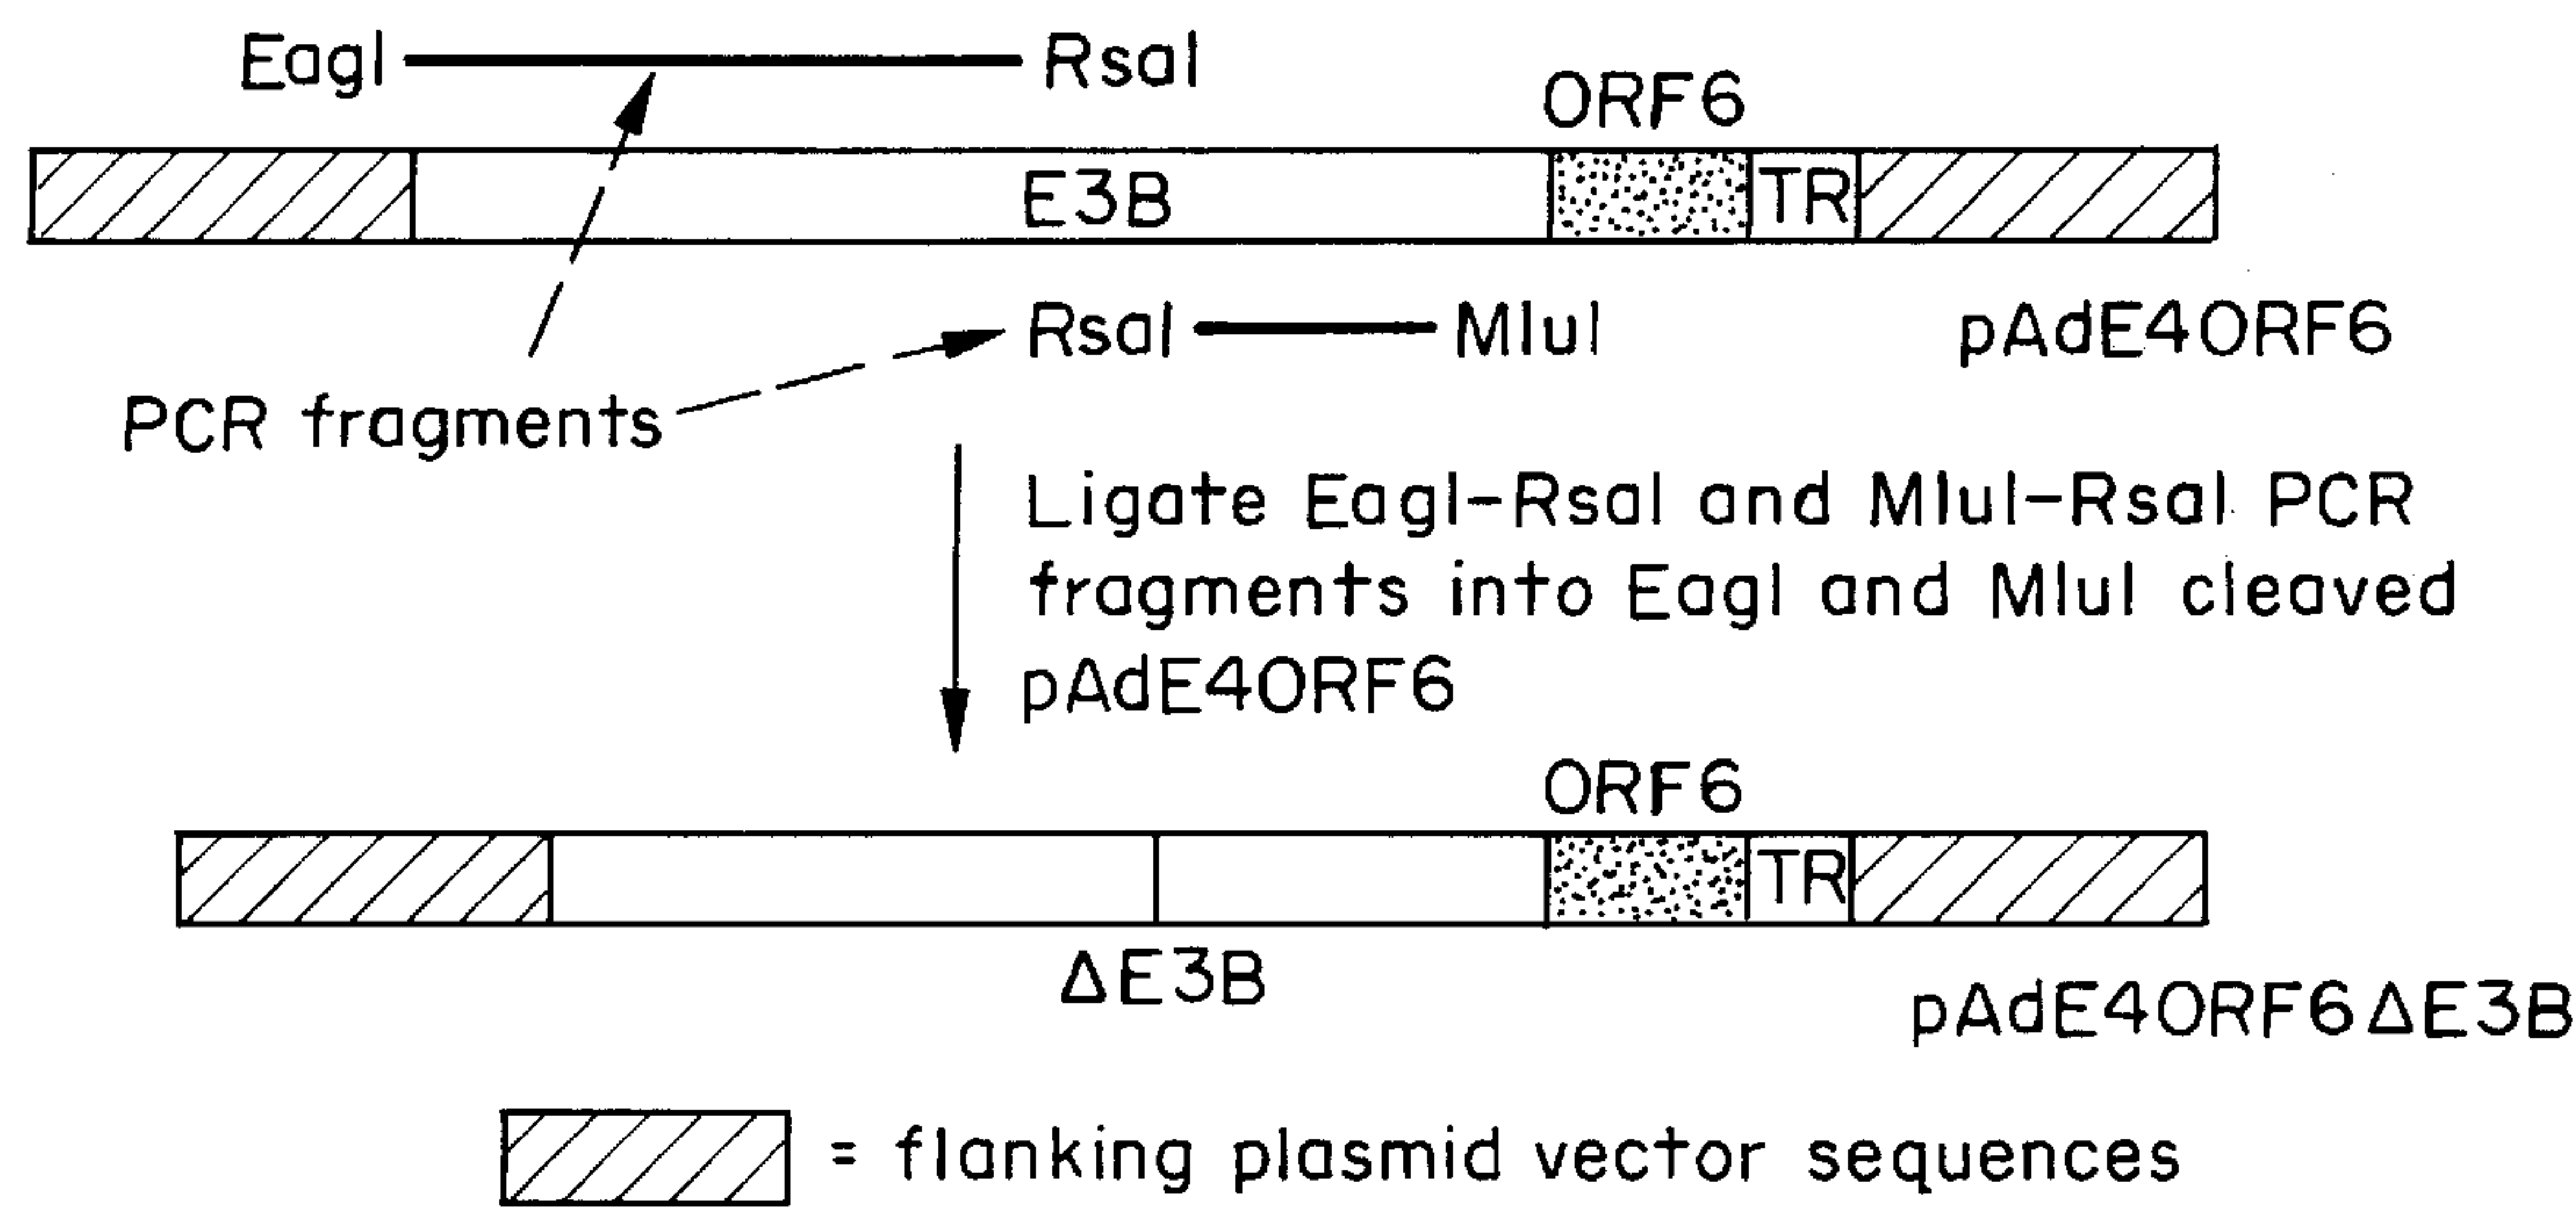 EagI RsaI
ORF6
E3B TR
RsaI MluI pAdE4ORF6
PCR fragments
Ligate EagI-RsaI and MluI-RsaI PCR
fragments into EagI and MluI cleaved
pAdE4ORF6
ORF6
TR
ΔE3B
pAdE4ORF6ΔE3B
= flanking plasmid vector sequences